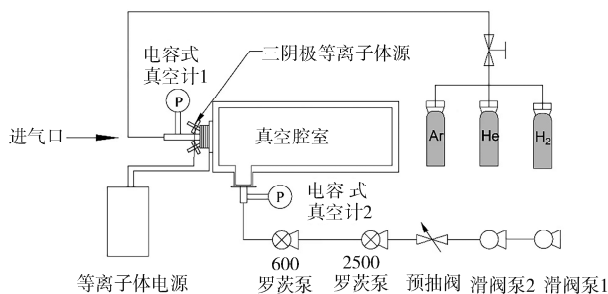 电容式
真空计1
二阴极等离子体源
P
进气口
真空腔室
Ar
He
H2
P
电容 式
真空计2
等离子体电源
600
罗茨泵
2500
罗茨泵
预抽阀
滑阀泵2
滑阀泵1